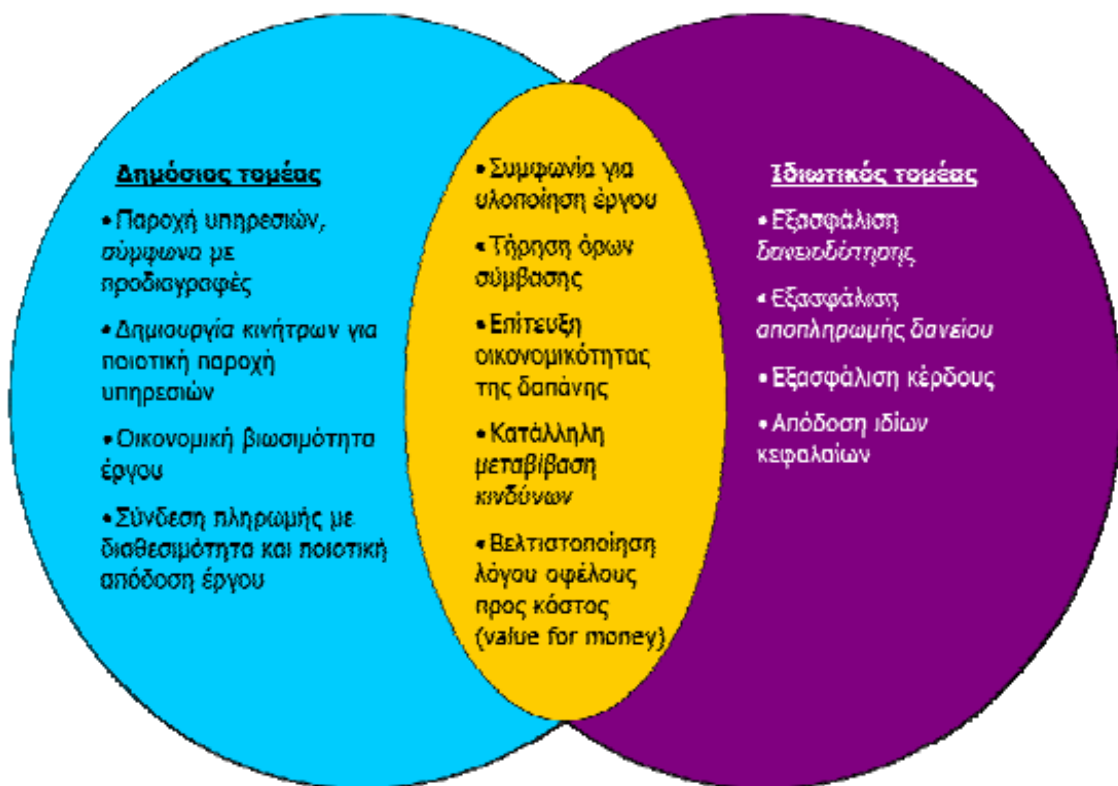 Δημόσιος τομέας
•Παροχή υπηρεσιών,
σύμφωνα με
προδιαγραφές
•Δημιουργία κινήτρων για
ποιοτική παροχή
υπηρεσιών
•Οικονομική βιωσιμότητα
έργου
•Σύνδεση πληρωμής με
διαθεσιμότητα και ποιοτική
απόδοση έργου
•Συμφωνία για
υλοποίηση έργου
•Τήρηση όρων
σύμβασης
•Επίτευξη
οικονομικότητας
της δαπάνης
•Κατάλληλη
μεταβίβαση
κινδύνων
•Βελτιστοποίηση
λόγου οφέλους
προς κόστος
(value for money)
Ιδιωτικός τομέας
•Εξασφάλιση
δανειοδότησης
•Εξασφάλιση
αποπληρωμής δανείου
•Εξασφάλιση κέρδους
•Απόδοση ιδίων
κεφαλαίων